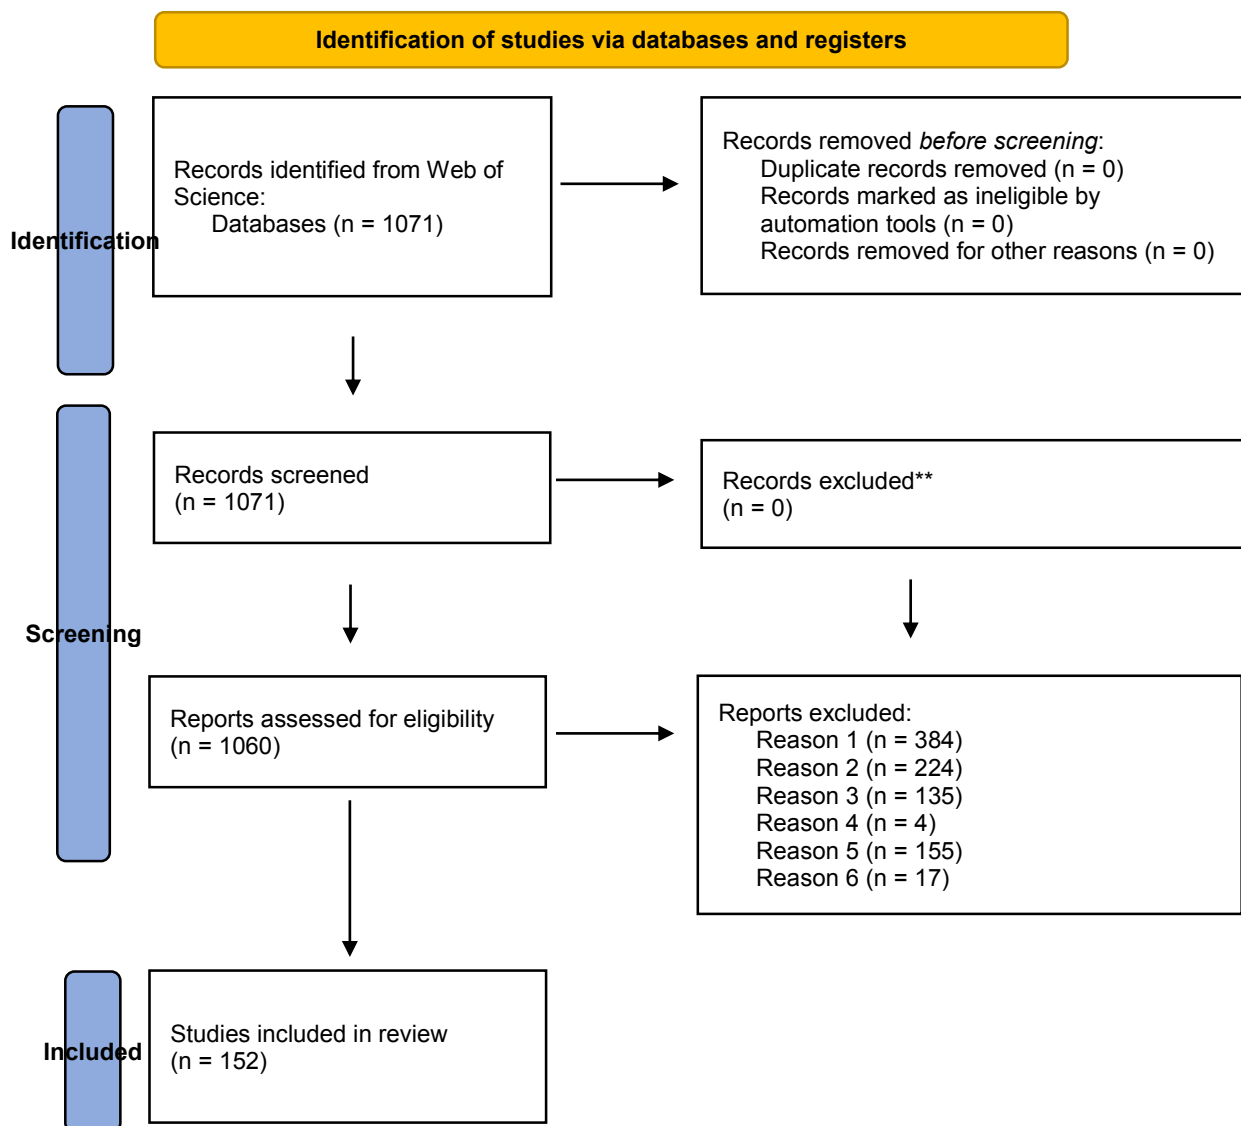 Identification of studies via databases and registers
Identification
Records identified from Web of
Science:
Databases (n = 1071)
Records removed before screening:
Duplicate records removed (n = 0)
Records marked as ineligible by
automation tools (n = 0)
Records removed for other reasons (n = 0)
Screening
Records screened
(n = 1071)
Records excluded**
(n = 0)
Reports assessed for eligibility
(n = 1060)
Reports excluded:
Reason 1 (n = 384)
Reason 2 (n = 224)
Reason 3 (n = 135)
Reason 4 (n = 4)
Reason 5 (n = 155)
Reason 6 (n = 17)
Included
Studies included in review
(n = 152)